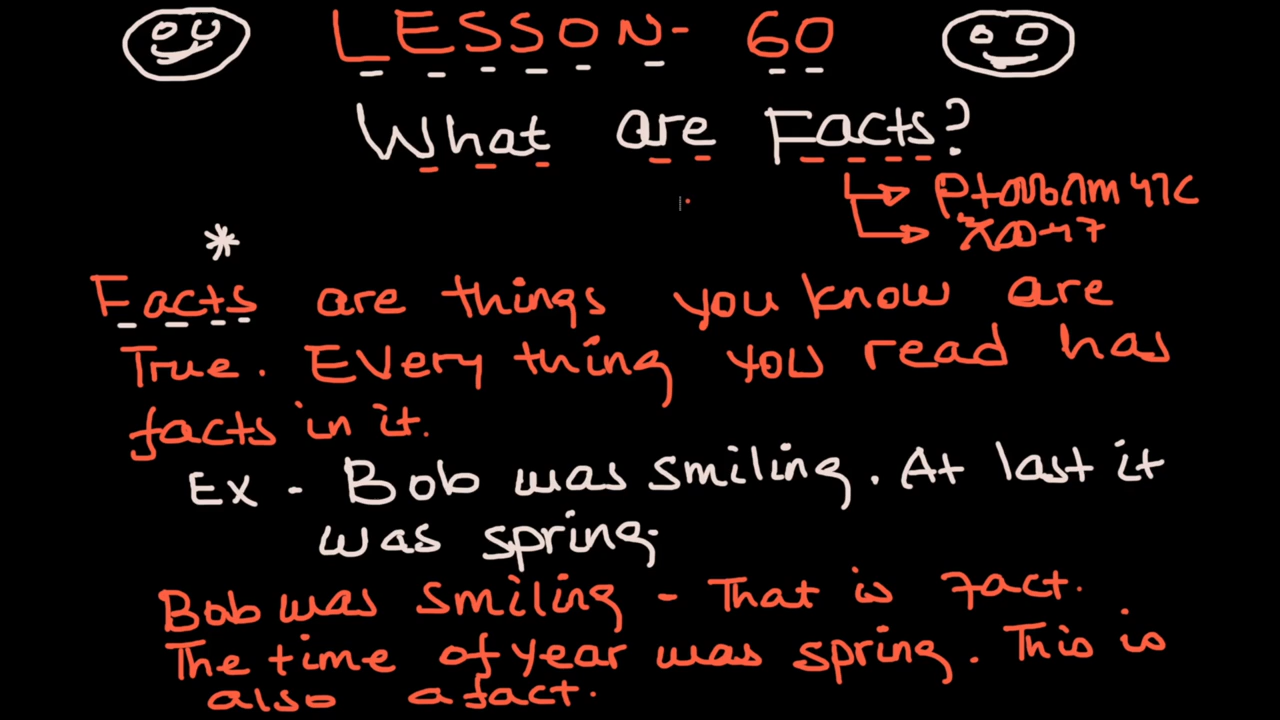 LESSON- 60
What are Facts?
*
Facts are things you know are
True. Every thing you read has
facts in it.
Ex - Bob was smiling. At last it
was spring.
Bob was smiling - That is fact.
The time of year was spring. This is
also a fact.